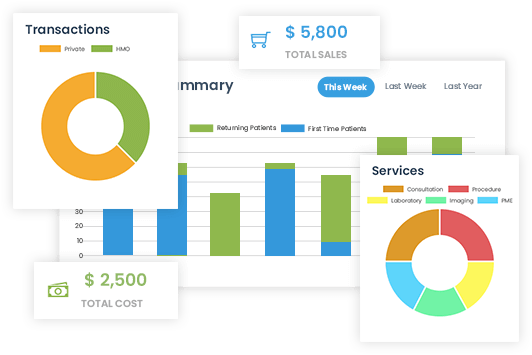 Transactions
Private HMO
$ 5,800
TOTAL SALES
This Week Last Week Last Year
Returning Patients First Time Patients
30
20
10
0
Services
Consultation Procedure
Laboratory Imaging PME
$ 2,500
TOTAL COST